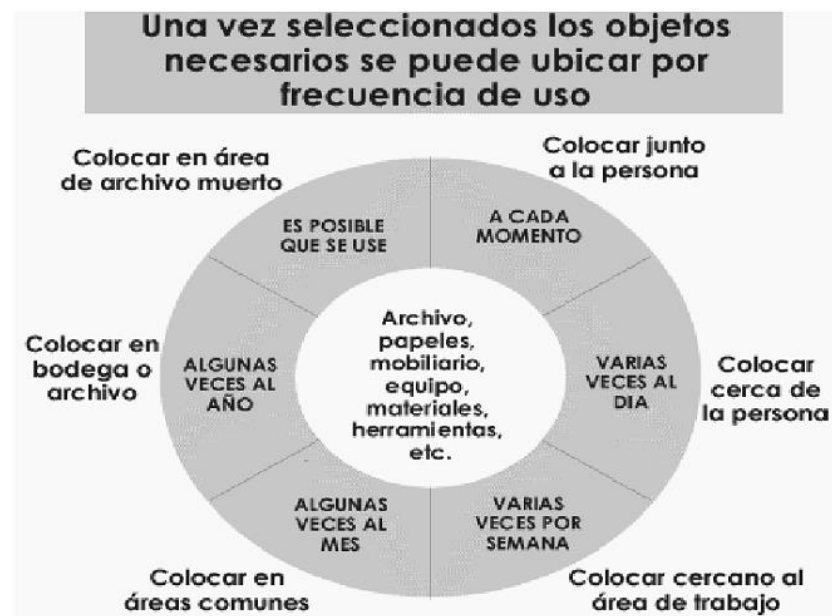 Una vez seleccionados los objetos
necesarios se puede ubicar por
frecuencia de uso
Colocar en área
de archivo muerto
Colocar junto
a la persona
ES POSIBLE
QUE SE USE
A CADA
MOMENTO
Colocar en
bodega o
archivo
ALGUNAS
VECES AL
AÑO
Archivo,
papeles,
mobiliario,
equipo,
materiales,
herramientas,
etc.
VARIAS
VECES AL
DIA
Colocar
cerca de
la persona
ALGUNAS
VECES AL
MES
VARIAS
VECES POR
SEMANA
Colocar en
áreas comunes
Colocar cercano al
área de trabajo